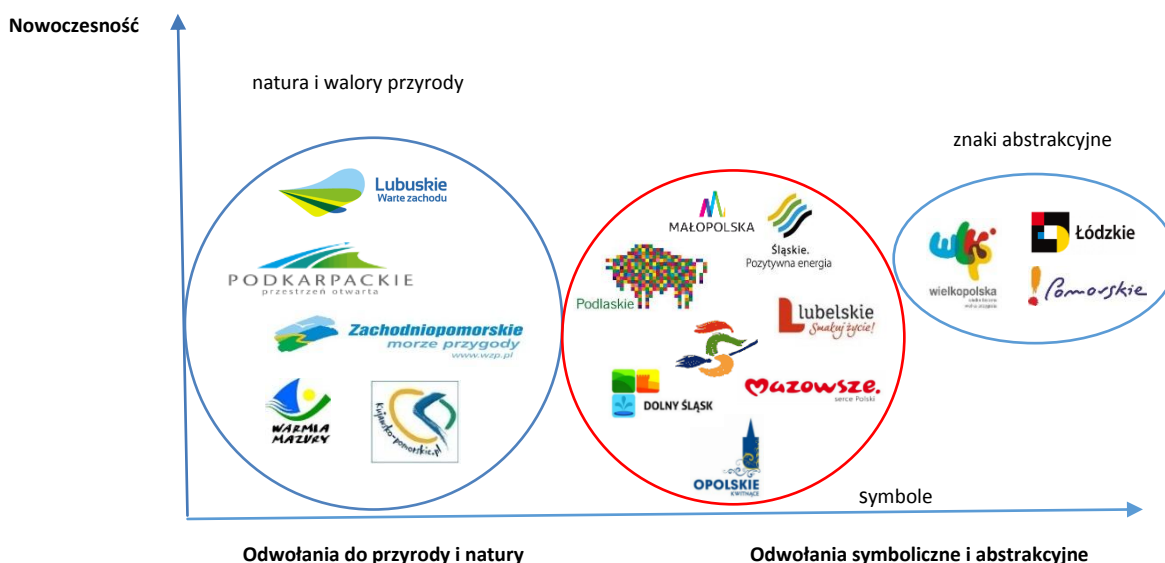 Nowoczesność
natura i walory przyrody
znaki abstrakcyjne
Lubuskie
Warte zachodu
PODKARPACKIE
przestrzeń otwarta
Zachodniopomorskie
morze przygody
www.wzp.pl
WARMIA
MAZURY
Kujawsko-pomorskie.pl
MAŁOPOLSKA
Śląskie.
Pozytywna energia
Podlaskie
Lubelskie
Smakuj życie!
DOLNY ŚLĄSK
Mazowsze.
serce Polski
OPOLSKIE
KWITNĄCE
wlkp
wielkopolska
Łódzkie
Pomorskie
Symbole
Odwołania do przyrody i natury
Odwołania symboliczne i abstrakcyjne